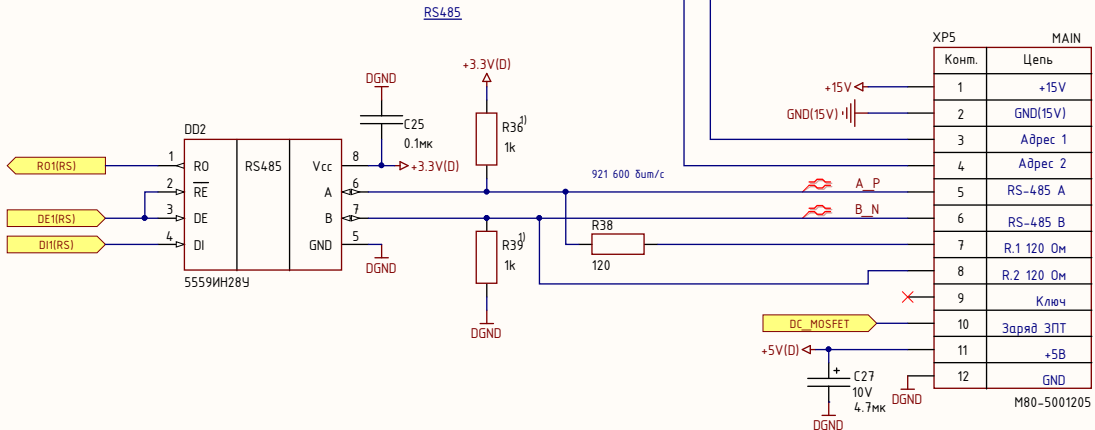 RS485
XP5
MAIN
Конт.
Цепь
1
+15V
2
GND(15V)
3
Адрес 1
4
Адрес 2
5
RS-485 A
6
RS-485 B
7
R.1 120 Ом
8
R.2 120 Ом
9
Ключ
10
Заряд ЗПТ
11
+5В
12
GND
M80-5001205
+15V
GND(15V)
+3.3V(D)
DGND
C25
0.1мк
R36 1)
1k
DD2
RO1(RS)
DE1(RS)
DI1(RS)
1
RO
2
RE
3
DE
4
DI
RS485
Vcc
8
A
6
B
7
GND
5
+3.3V(D)
DGND
5559ИН28У
921 600 бит/с
A_P
B_N
R38
120
R39 1)
1k
DGND
DC_MOSFET
+5V(D)
C27
10V
4.7мк
DGND
DGND